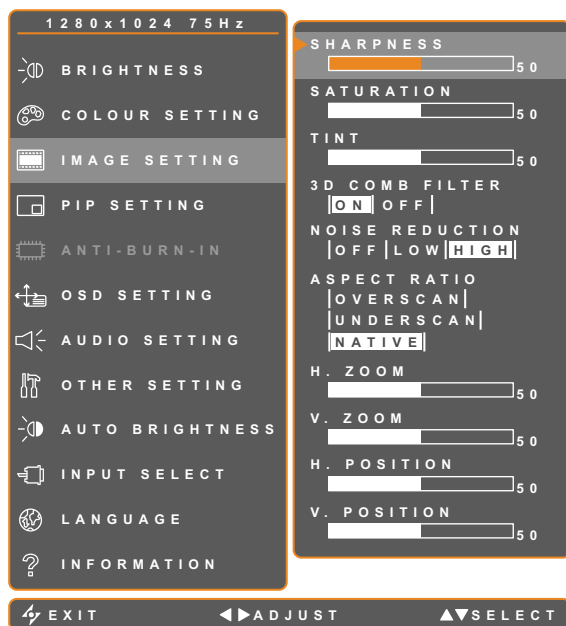 1280x1024 75Hz
BRIGHTNESS
COLOUR SETTING
IMAGE SETTING
PIP SETTING
ANTI-BURN-IN
OSD SETTING
AUDIO SETTING
OTHER SETTING
AUTO BRIGHTNESS
INPUT SELECT
LANGUAGE
INFORMATION
SHARPNESS
50
SATURATION
50
TINT
50
3D COMB FILTER
ON OFF
NOISE REDUCTION
OFF LOW HIGH
ASPECT RATIO
OVERSCAN
UNDERSCAN
NATIVE
H. ZOOM
50
V. ZOOM
50
H. POSITION
50
V. POSITION
50
EXIT ADJUST SELECT